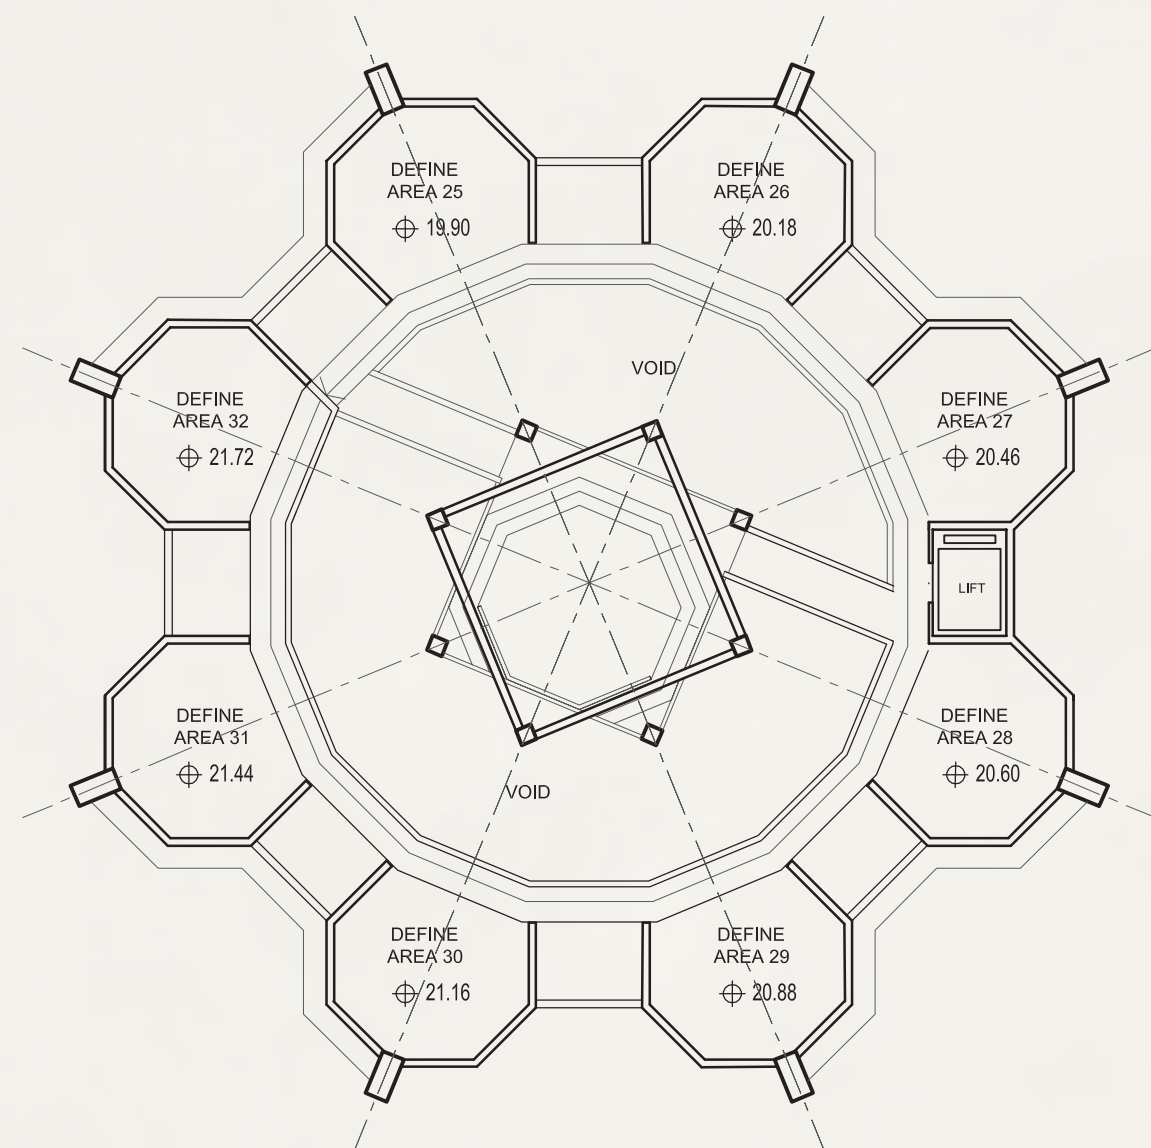 DEFINE
AREA 25
19.90
DEFINE
AREA 26
20.18
VOID
DEFINE
AREA 32
21.72
DEFINE
AREA 27
20.46
LIFT
DEFINE
AREA 31
21.44
DEFINE
AREA 28
20.60
VOID
DEFINE
AREA 30
21.16
DEFINE
AREA 29
20.88